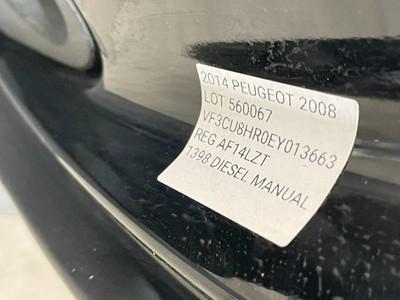 2014 PEUGEOT 2008
LOT 560067
VF3CU8HR0EY013663
REG AF14LZT
1398 DIESEL MANUAL